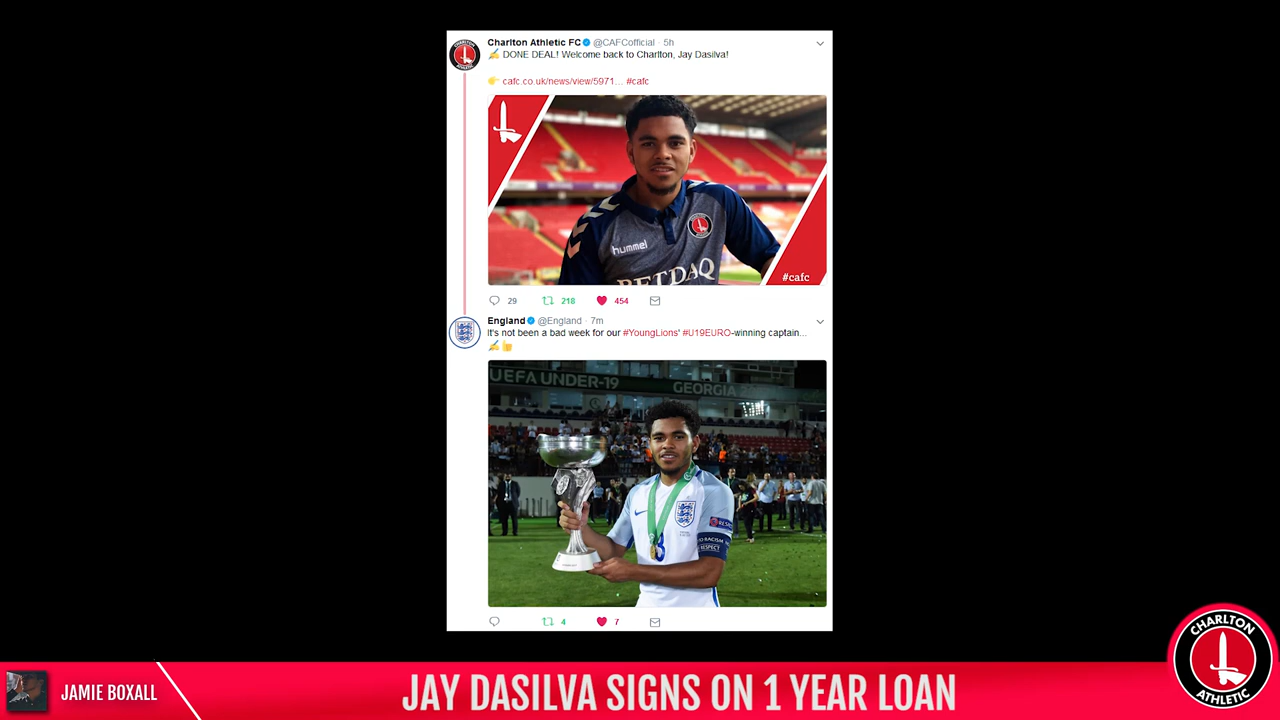 Charlton Athletic FC @CAFCofficial · 5h
✍ DONE DEAL! Welcome back to Charlton, Jay Dasilva!
👉 cafc.co.uk/news/view/5971... #cafc
hummel
BETDAQ
#cafc
29 218 454
England @England · 7m
It's not been a bad week for our #YoungLions' #U19EURO-winning captain...
✍👍
UEFA UNDER-19 GEORGIA
8
RESPECT
4 7
JAMIE BOXALL
JAY DASILVA SIGNS ON 1 YEAR LOAN
CHARLTON
ATHLETIC